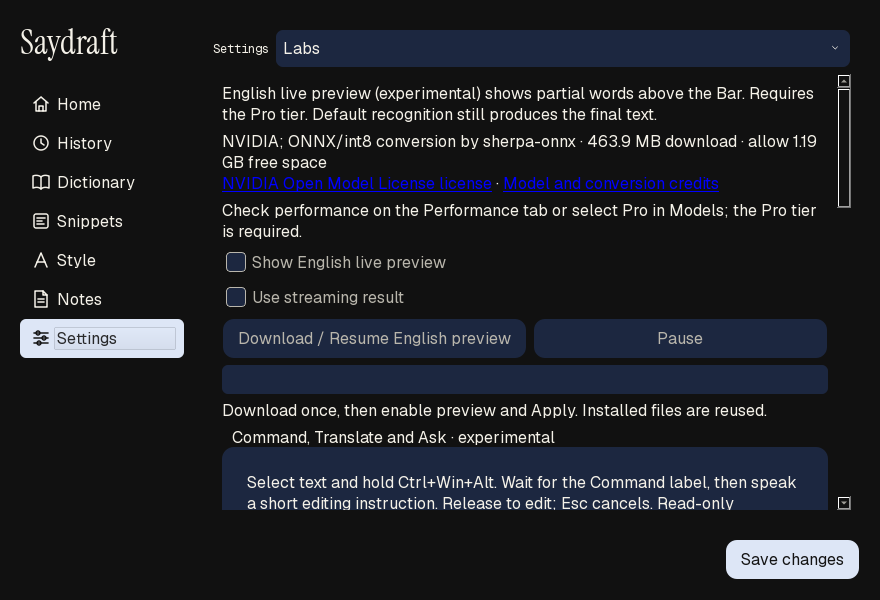 Saydraft
Settings
Labs
Home
History
Dictionary
Snippets
Style
Notes
Settings
English live preview (experimental) shows partial words above the Bar. Requires
the Pro tier. Default recognition still produces the final text.
NVIDIA; ONNX/int8 conversion by sherpa-onnx · 463.9 MB download · allow 1.19
GB free space
NVIDIA Open Model License license · Model and conversion credits
Check performance on the Performance tab or select Pro in Models; the Pro tier
is required.
Show English live preview
Use streaming result
Download / Resume English preview
Pause
Download once, then enable preview and Apply. Installed files are reused.
Command, Translate and Ask · experimental
Select text and hold Ctrl+Win+Alt. Wait for the Command label, then speak
a short editing instruction. Release to edit; Esc cancels. Read-only
Save changes